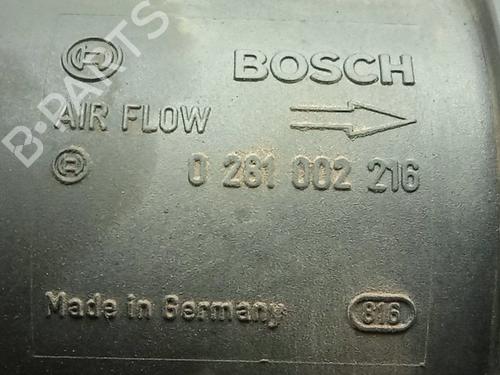 BOSCH
AIR FLOW
0 281 002 216
Made in Germany 816
B-PARTS